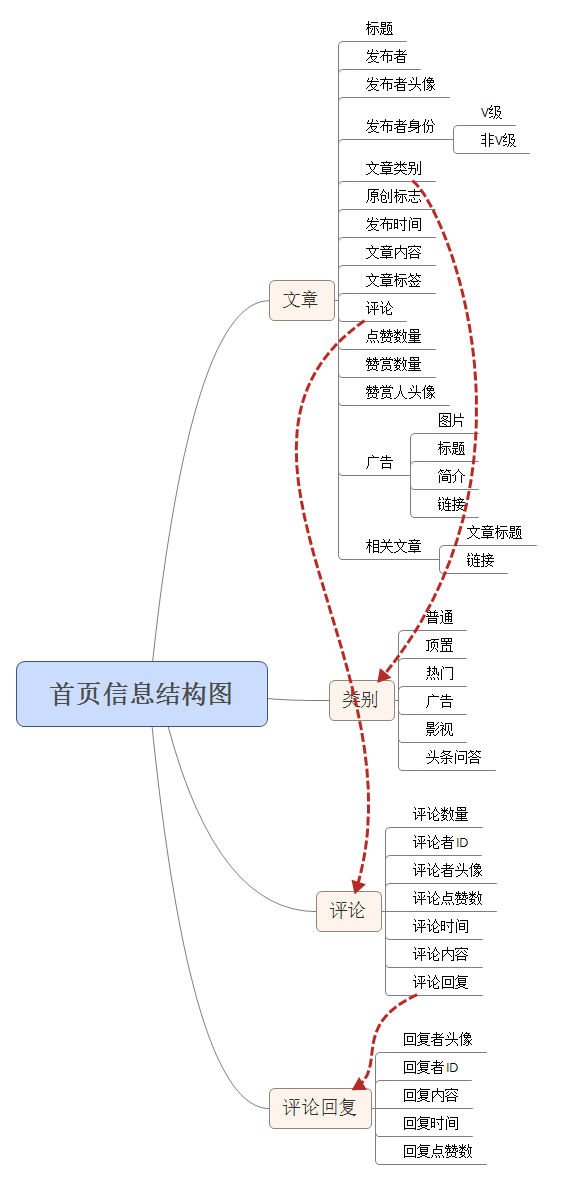 首页信息结构图
文章
标题
发布者
发布者头像
发布者身份
V级
非V级
文章类别
原创标志
发布时间
文章内容
文章标签
评论
点赞数量
赞赏数量
赞赏人头像
广告
图片
标题
简介
链接
相关文章
文章标题
链接
类别
普通
顶置
热门
广告
影视
头条问答
评论
评论数量
评论者ID
评论者头像
评论点赞数
评论时间
评论内容
评论回复
评论回复
回复者头像
回复者ID
回复内容
回复时间
回复点赞数